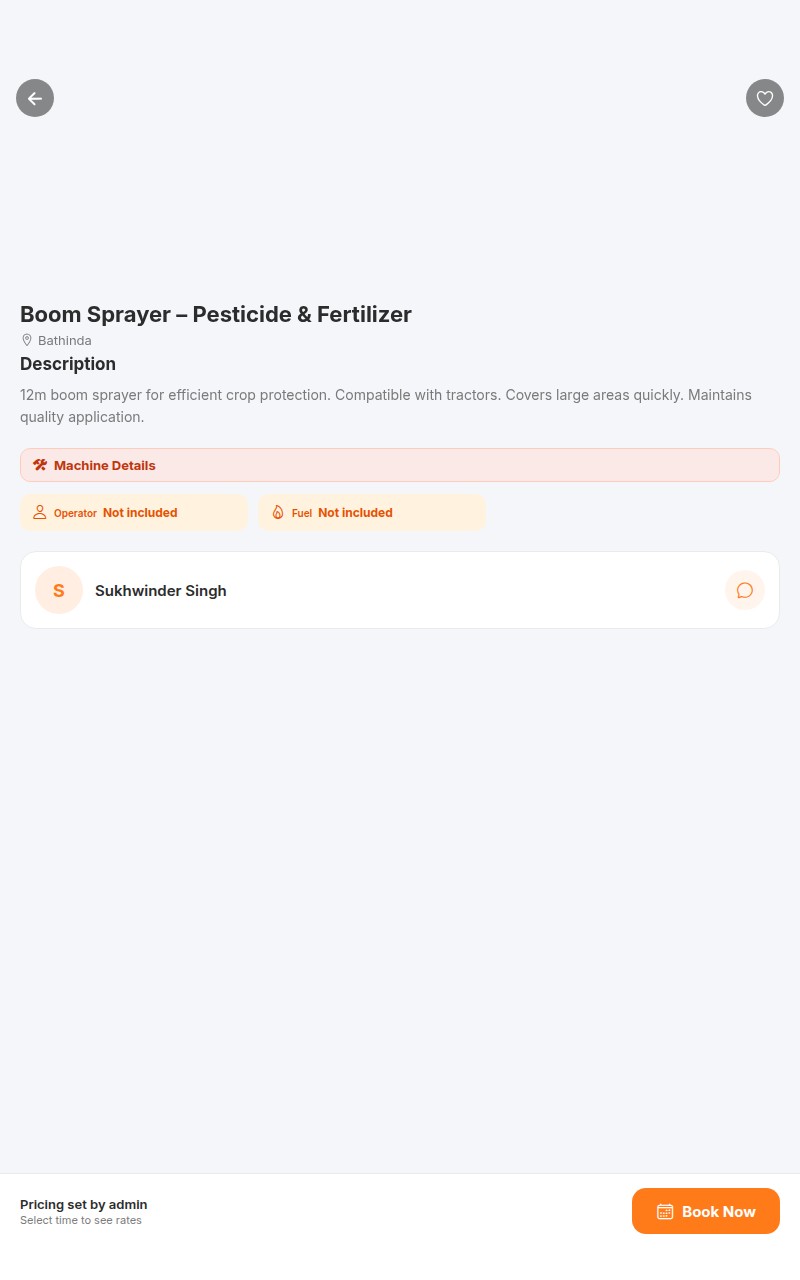 Boom Sprayer – Pesticide & Fertilizer
Bathinda
Description
12m boom sprayer for efficient crop protection. Compatible with tractors. Covers large areas quickly. Maintains
quality application.
Machine Details
Operator Not included
Fuel Not included
S
Sukhwinder Singh
Pricing set by admin
Select time to see rates
Book Now